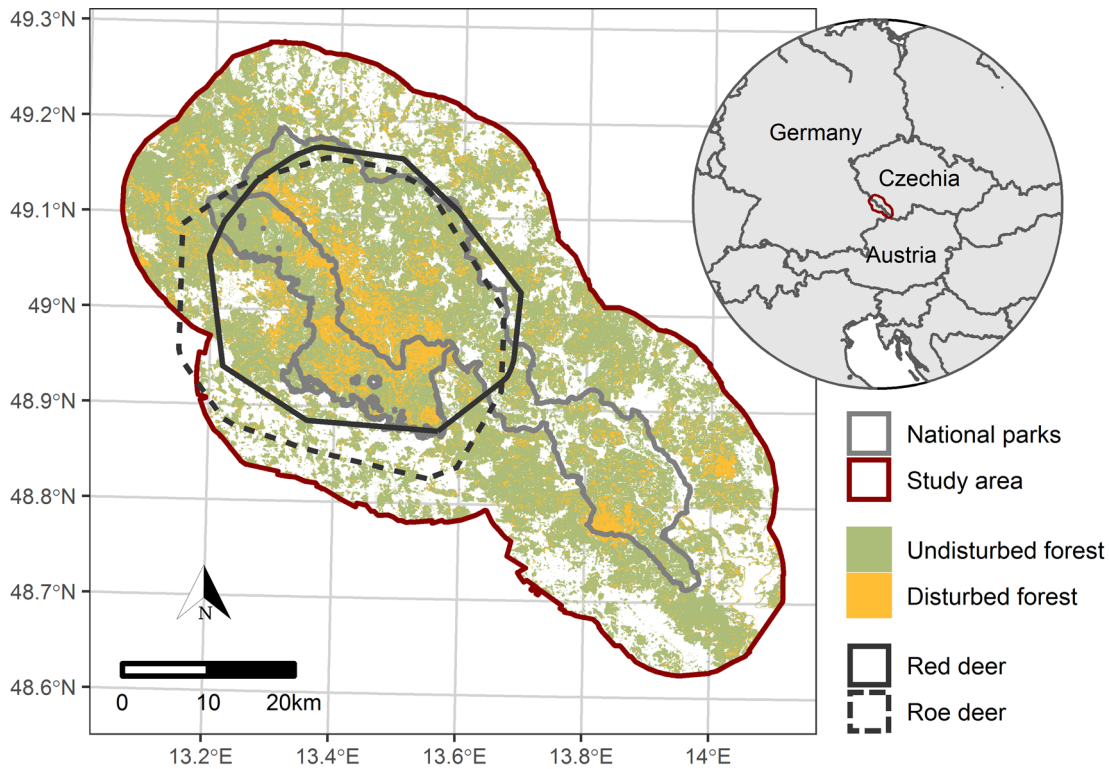 49.3°N
49.2°N
49.1°N
49°N
48.9°N
48.8°N
48.7°N
48.6°N
13.2°E
13.4°E
13.6°E
13.8°E
14°E
N
0 10 20km
Germany
Czechia
Austria
National parks
Study area
Undisturbed forest
Disturbed forest
Red deer
Roe deer